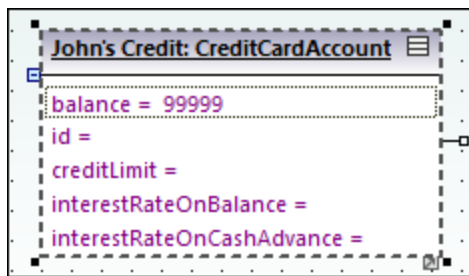 John's Credit: CreditCardAccount
balance = 99999
id =
creditLimit =
interestRateOnBalance =
interestRateOnCashAdvance =